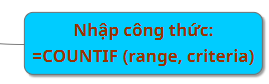 Nhập công thức:
=COUNTIF (range, criteria)